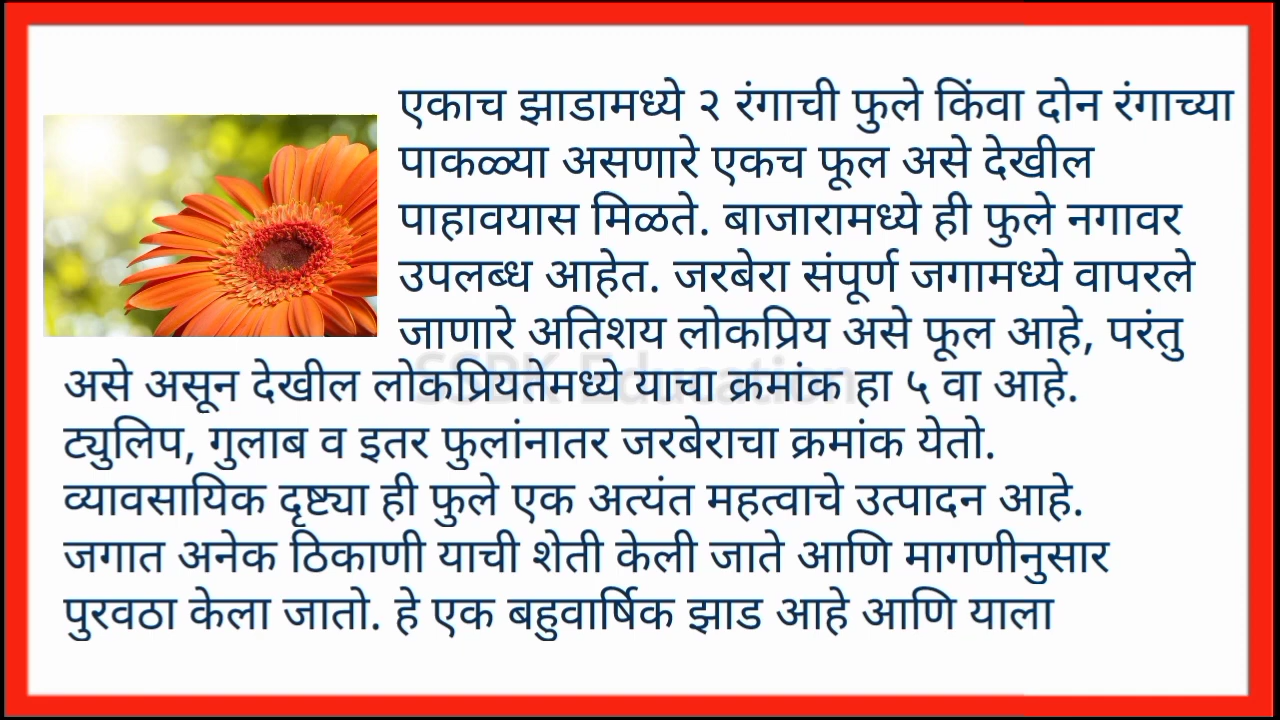 एकाच झाडामध्ये २ रंगाची फुले किंवा दोन रंगाच्या
पाकळ्या असणारे एकच फूल असे देखील
पाहावयास मिळते. बाजारामध्ये ही फुले नगावर
उपलब्ध आहेत. जरबेरा संपूर्ण जगामध्ये वापरले
जाणारे अतिशय लोकप्रिय असे फूल आहे, परंतु
असे असून देखील लोकप्रियतेमध्ये याचा क्रमांक हा ५ वा आहे.
ट्युलिप, गुलाब व इतर फुलांनातर जरबेराचा क्रमांक येतो.
व्यावसायिक दृष्ट्या ही फुले एक अत्यंत महत्वाचे उत्पादन आहे.
जगात अनेक ठिकाणी याची शेती केली जाते आणि मागणीनुसार
पुरवठा केला जातो. हे एक बहुवार्षिक झाड आहे आणि याला
SSBK Education